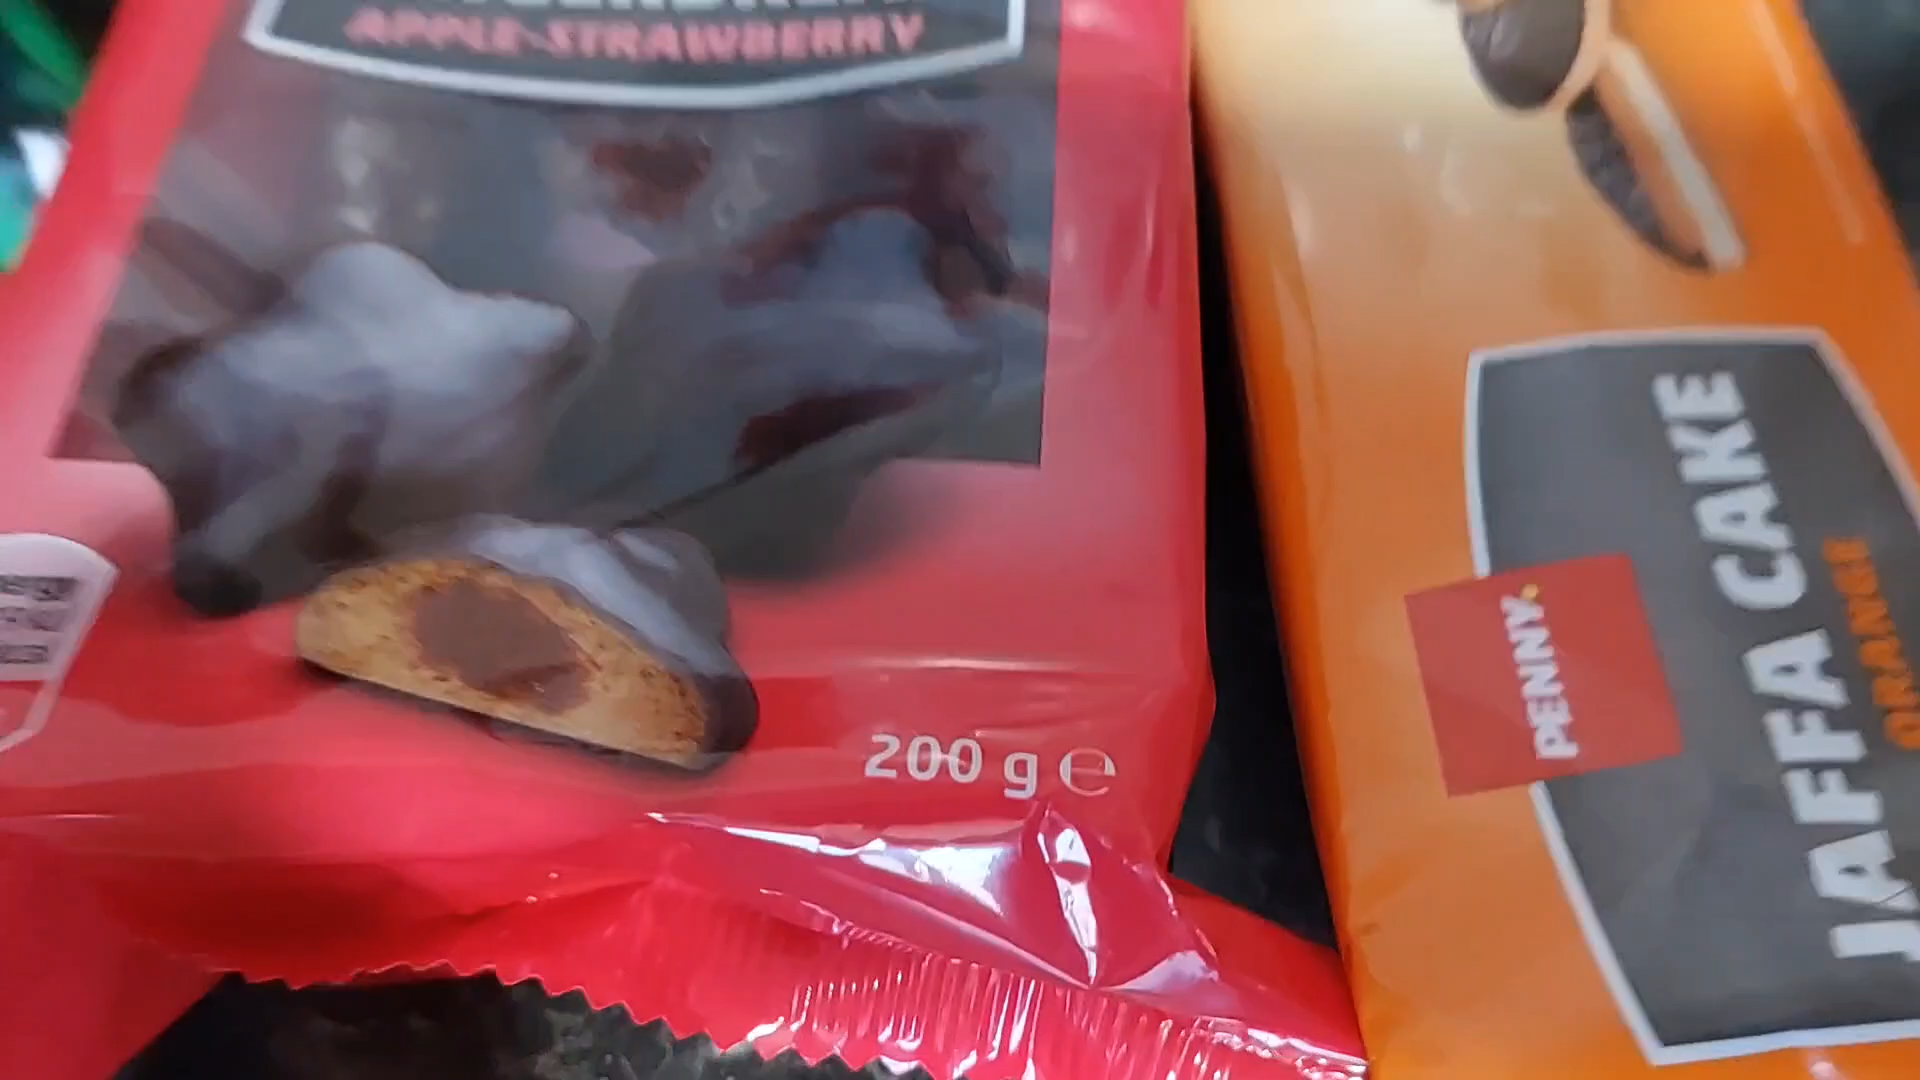 APPLE-STRAWBERRY
200 g e
PENNY.
JAFFA CAKE
ORANGE